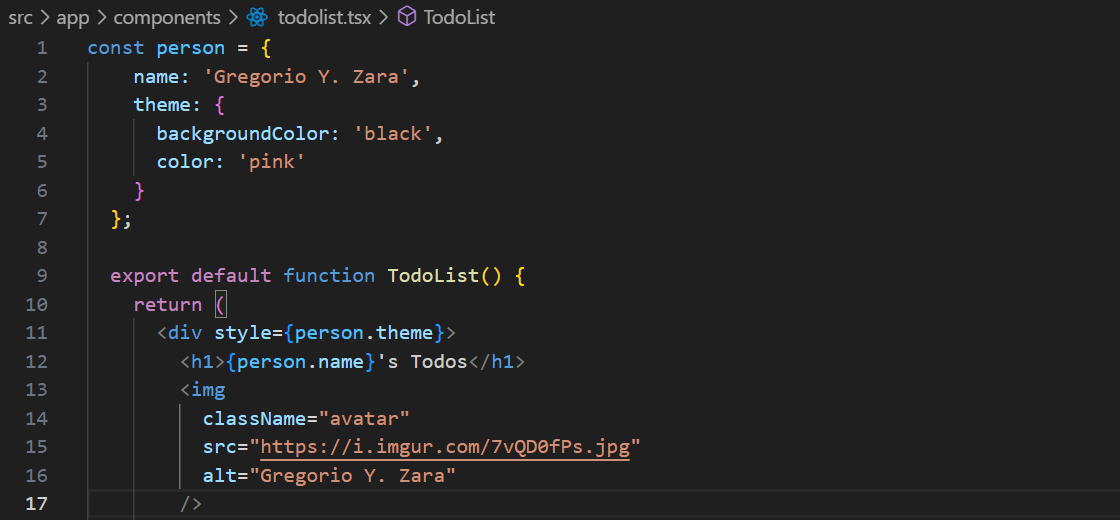 src > app > components > todolist.tsx > TodoList
1 const person = {
2     name: 'Gregorio Y. Zara',
3     theme: {
4       backgroundColor: 'black',
5       color: 'pink'
6     }
7   };
8
9   export default function TodoList() {
10     return (
11       <div style={person.theme}>
12         <h1>{person.name}'s Todos</h1>
13         <img
14           className="avatar"
15           src="https://i.imgur.com/7vQD0fPs.jpg"
16           alt="Gregorio Y. Zara"
17         />